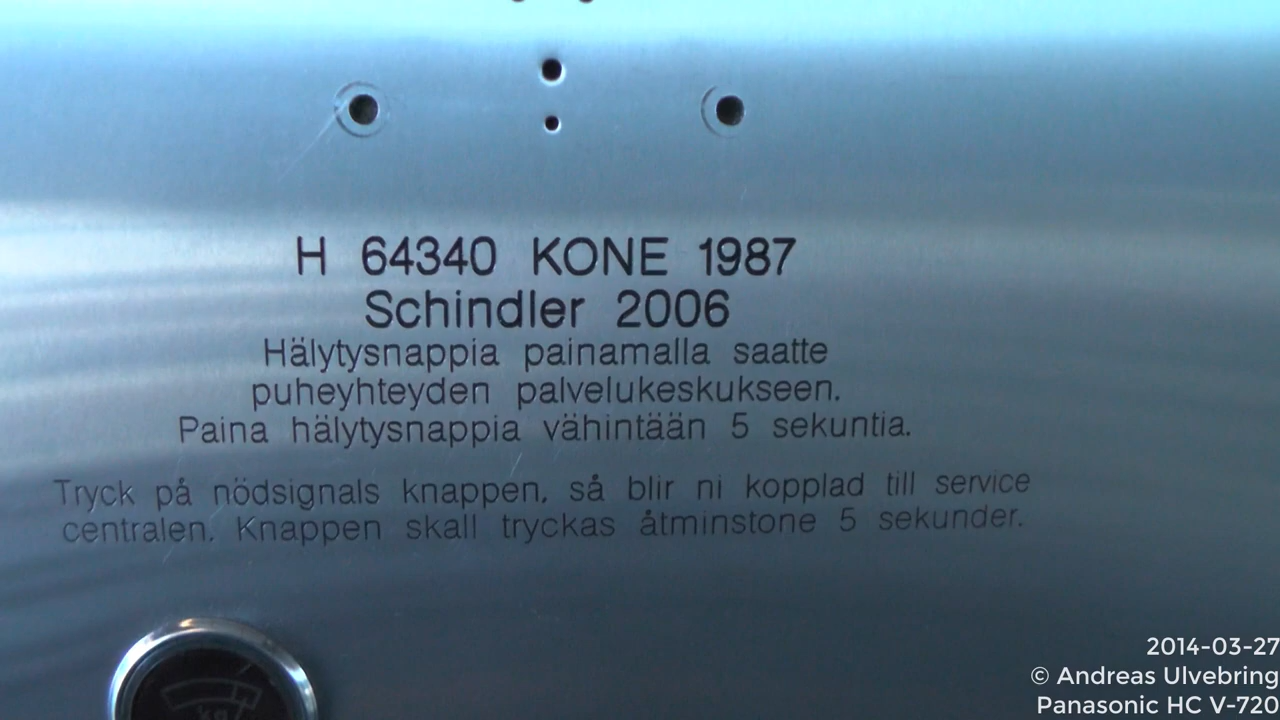 H 64340 KONE 1987
Schindler 2006
Hälytysnappia painamalla saatte
puheyhteyden palvelukeskukseen.
Paina hälytysnappia vähintään 5 sekuntia.
Tryck på nödsignals knappen, så blir ni kopplad till service
centralen. Knappen skall tryckas åtminstone 5 sekunder.
kg
2014-03-27
© Andreas Ulvebring
Panasonic HC V-720